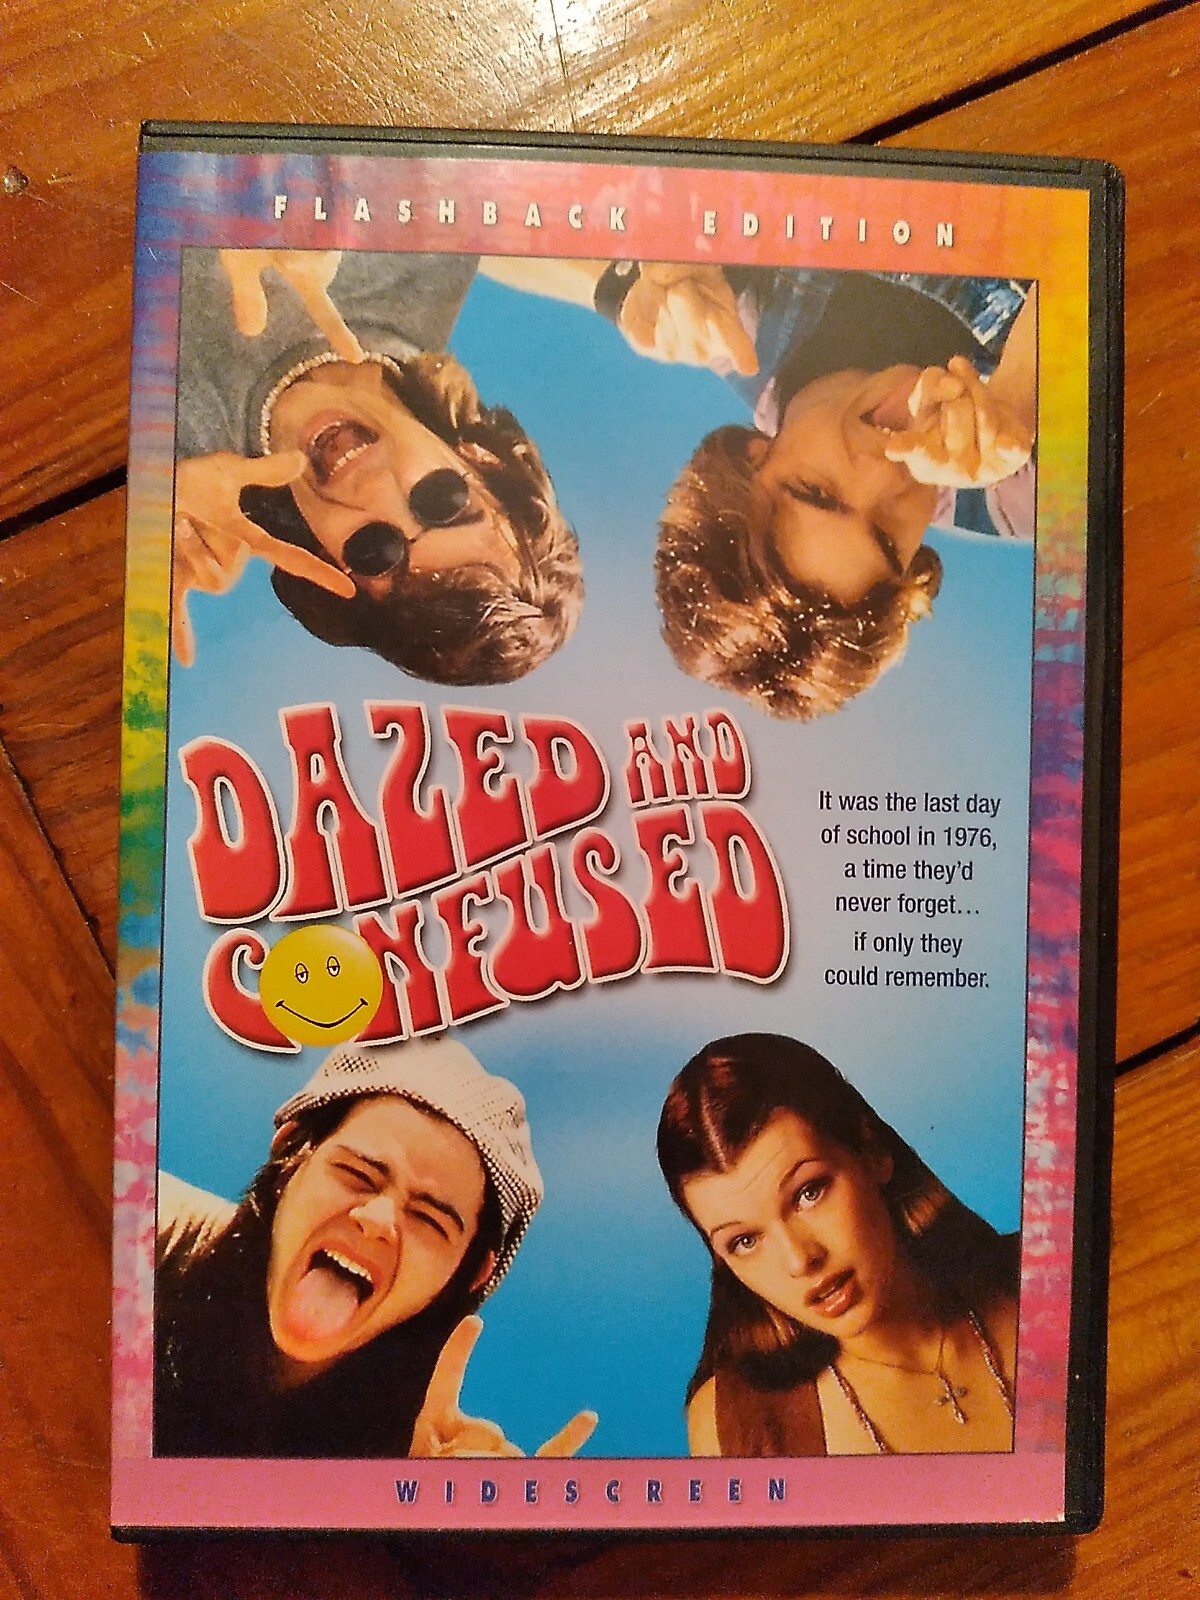 FLASHBACK EDITION
DAZED AND
CONFUSED
It was the last day
of school in 1976,
a time they'd
never forget...
if only they
could remember.
WIDESCREEN